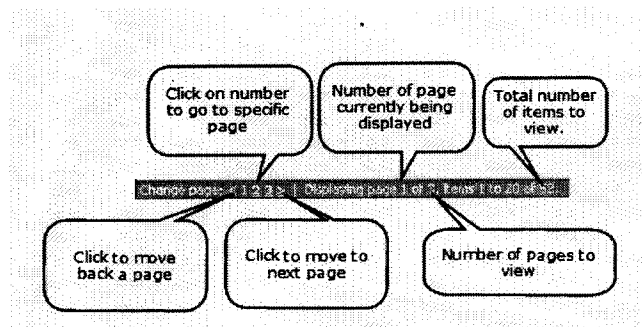 Click on number
to go to specific
page
Number of page
currently being
displayed
Total number
of items to
view.
Change page: < 1 2 3 > | Displaying page 1 of 3, items 1 to 20 of 52.
Click to move
back a page
Click to move to
next page
Number of pages to
view